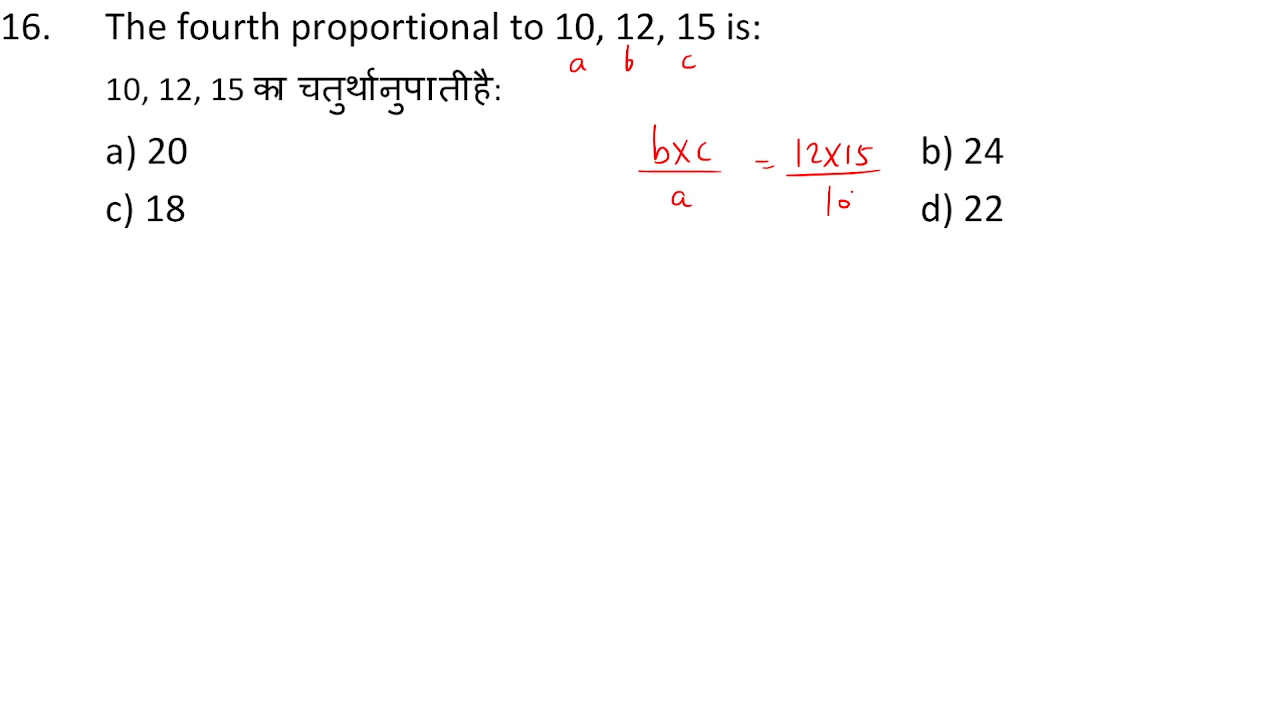 16. The fourth proportional to 10, 12, 15 is:
a b c
10, 12, 15 का चतुर्थानुपाती है:
a) 20
b) 24
c) 18
d) 22
b×c / a = 12×15 / 10